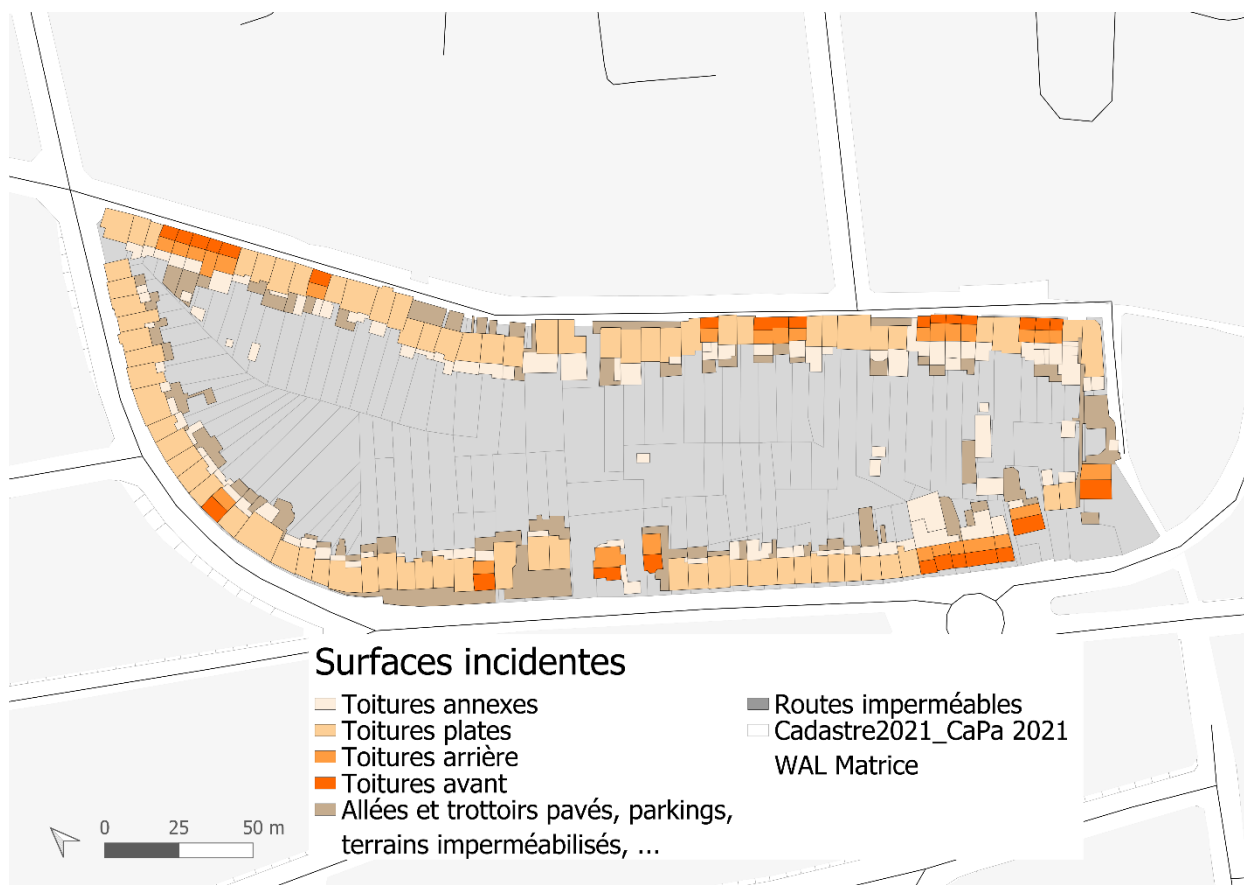 Surfaces incidentes
Toitures annexes
Toitures plates
Toitures arrière
Toitures avant
Allées et trottoirs pavés, parkings,
terrains imperméabilisés, ...
Routes imperméables
Cadastre2021_CaPa 2021
WAL Matrice
0 25 50 m